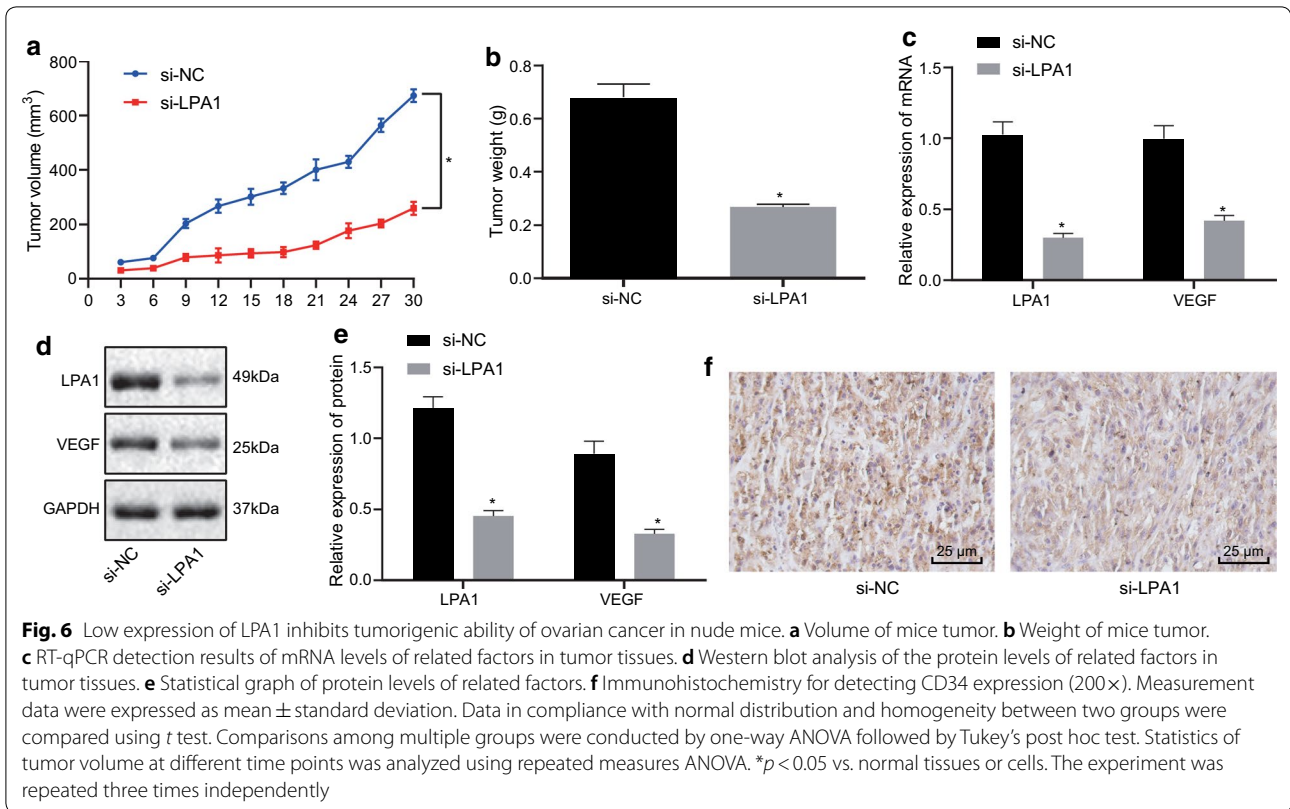 a
si-NC
si-LPA1
Tumor volume (mm³)
800
600
400
200
0
0 3 6 9 12 15 18 21 24 27 30
*
b
Tumor weight (g)
0.8
0.6
0.4
0.2
0.0
*
si-NC si-LPA1
c
si-NC
si-LPA1
Relative expression of mRNA
1.5
1.0
0.5
0.0
* *
LPA1 VEGF
d
LPA1 49kDa
VEGF 25kDa
GAPDH 37kDa
si-NC si-LPA1
e
si-NC
si-LPA1
Relative expression of protein
1.5
1.0
0.5
0.0
* *
LPA1 VEGF
f
25 µm 25 µm
si-NC si-LPA1
Fig. 6 Low expression of LPA1 inhibits tumorigenic ability of ovarian cancer in nude mice. a Volume of mice tumor. b Weight of mice tumor.
c RT-qPCR detection results of mRNA levels of related factors in tumor tissues. d Western blot analysis of the protein levels of related factors in
tumor tissues. e Statistical graph of protein levels of related factors. f Immunohistochemistry for detecting CD34 expression (200×). Measurement
data were expressed as mean ± standard deviation. Data in compliance with normal distribution and homogeneity between two groups were
compared using t test. Comparisons among multiple groups were conducted by one-way ANOVA followed by Tukey's post hoc test. Statistics of
tumor volume at different time points was analyzed using repeated measures ANOVA. *p < 0.05 vs. normal tissues or cells. The experiment was
repeated three times independently